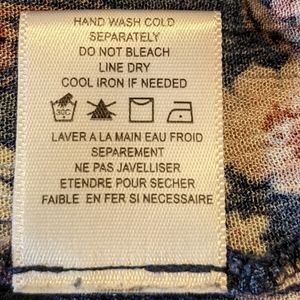 HAND WASH COLD
SEPARATELY
DO NOT BLEACH
LINE DRY
COOL IRON IF NEEDED
30C
LAVER A LA MAIN EAU FROID
SEPAREMENT
NE PAS JAVELLISER
ETENDRE POUR SECHER
FAIBLE EN FER SI NECESSAIRE